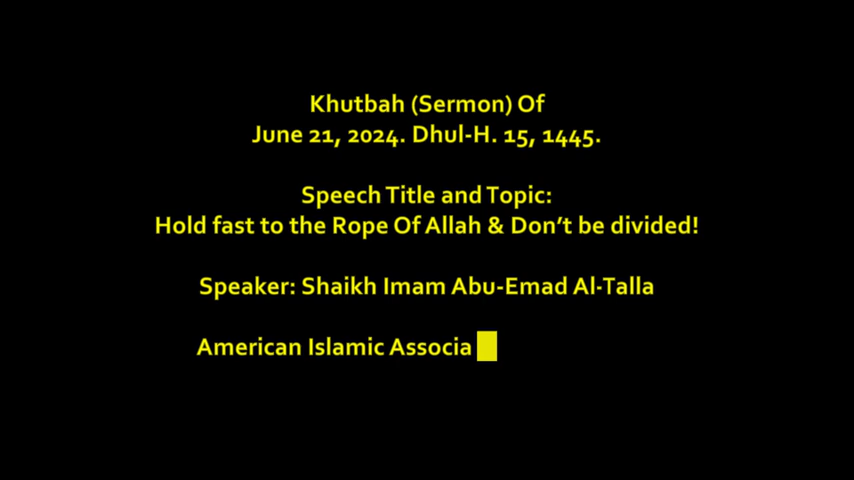 Khutbah (Sermon) Of
June 21, 2024. Dhul-H. 15, 1445.
Speech Title and Topic:
Hold fast to the Rope Of Allah & Don’t be divided!
Speaker: Shaikh Imam Abu-Emad Al-Talla
American Islamic Associa